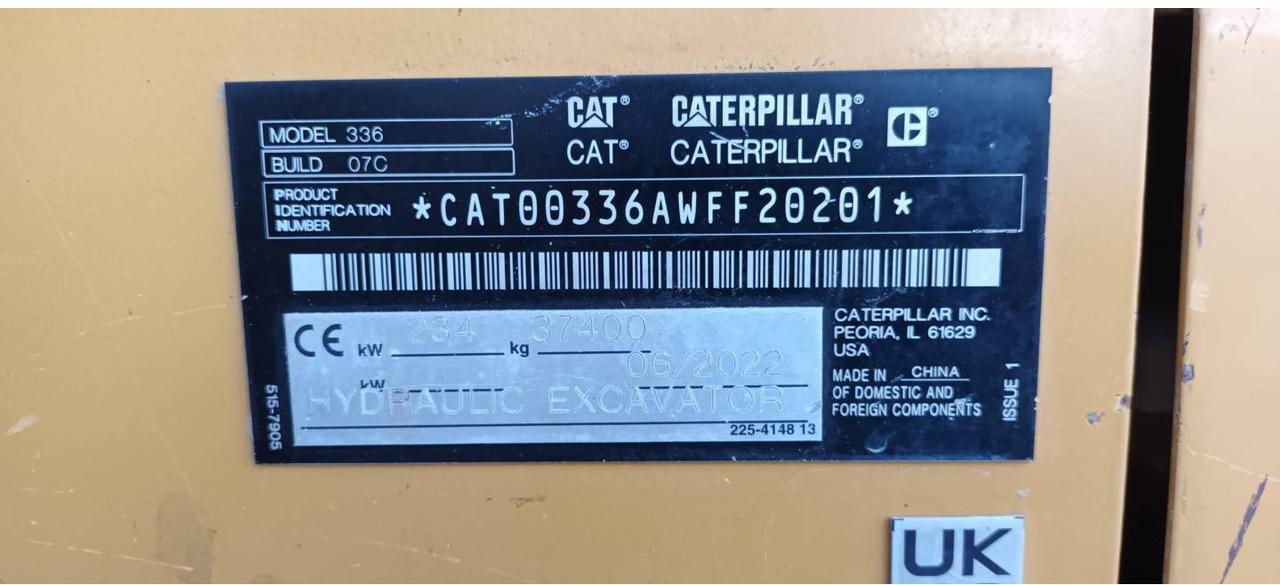 CAT® CATERPILLAR® C®
CAT® CATERPILLAR®
MODEL 336
BUILD 07C
PRODUCT
IDENTIFICATION
NUMBER
*CAT00336AWFF20201*
CE kW 234 kg 37400
kW 06/2022
HYDRAULIC EXCAVATOR
225-4148 13
515-7905
CATERPILLAR INC.
PEORIA, IL 61629
USA
MADE IN CHINA
OF DOMESTIC AND
FOREIGN COMPONENTS
ISSUE 1
UK